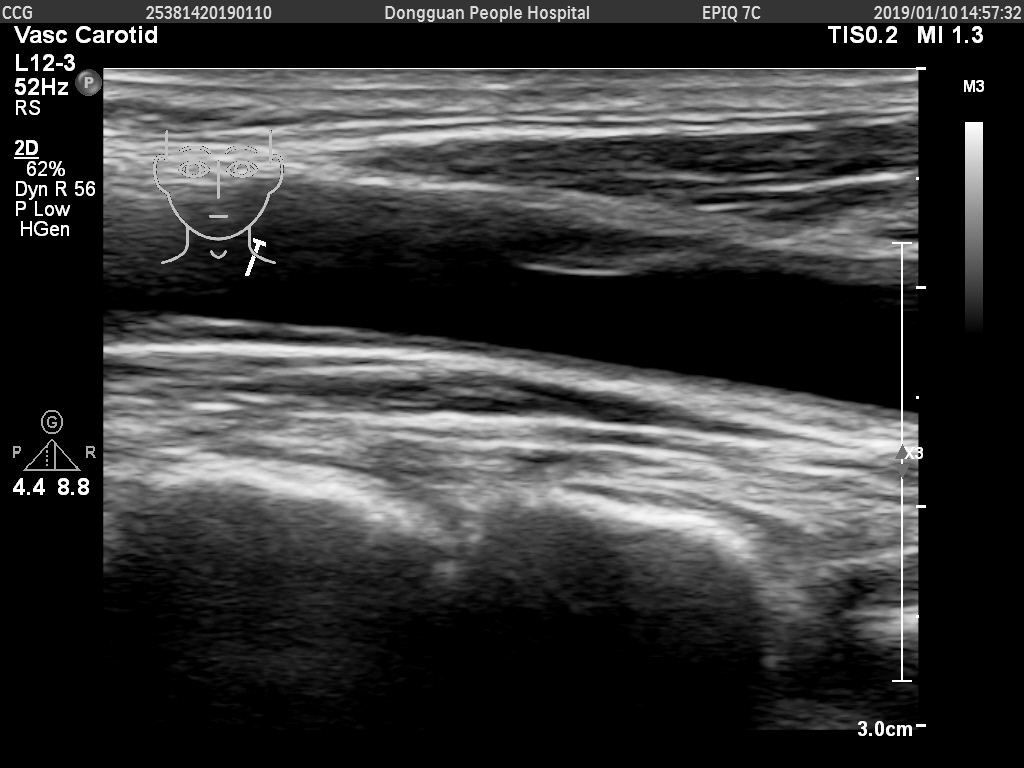 CCG 25381420190110 Dongguan People Hospital EPIQ 7C 2019/01/10 14:57:32
Vasc Carotid TIS0.2 MI 1.3
L12-3
52Hz P
RS
M3
2D
62%
Dyn R 56
P Low
HGen
G
P R
4.4 8.8
X3
3.0cm